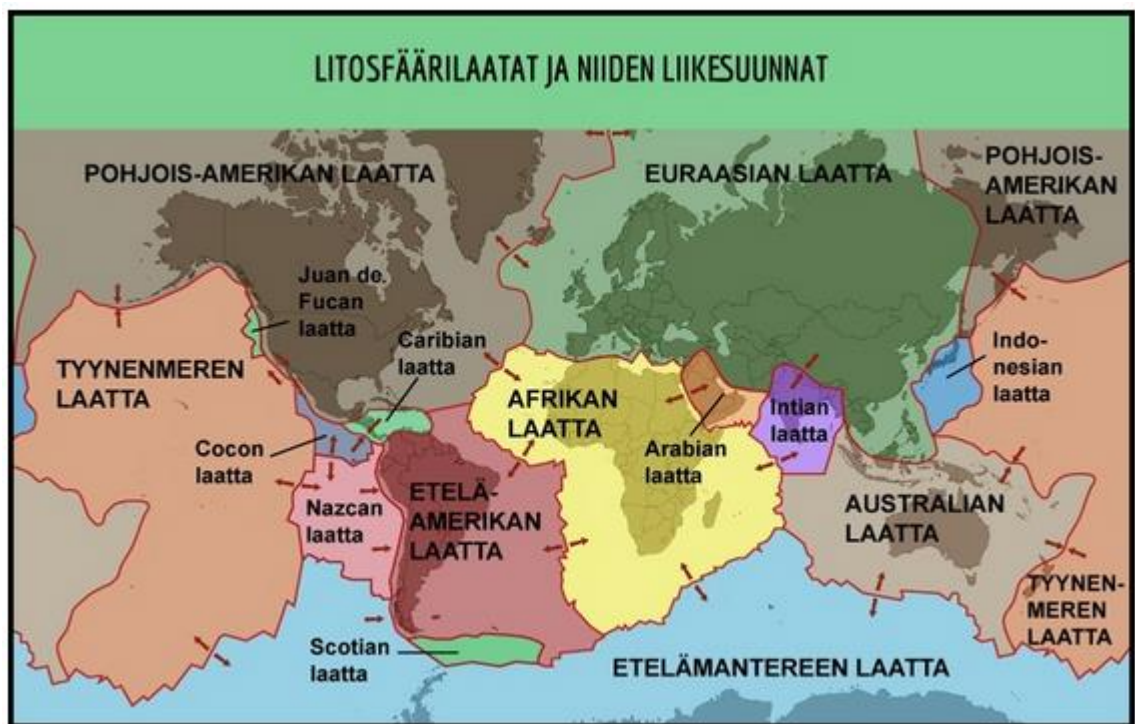 LITOSFÄÄRILAATAT JA NIIDEN LIIKESUUNNAT
POHJOIS-AMERIKAN LAATTA
EURAASIAN LAATTA
POHJOIS-
AMERIKAN
LAATTA
Juan de
Fucan
laatta
Caribian
laatta
TYYNENMEREN
LAATTA
AFRIKAN
LAATTA
Arabian
laatta
Intian
laatta
Indo-
nesian
laatta
Cocon
laatta
Nazcan
laatta
ETELÄ-
AMERIKAN
LAATTA
AUSTRALIAN
LAATTA
TYYNEN-
MEREN
LAATTA
Scotian
laatta
ETELÄMANTEREEN LAATTA